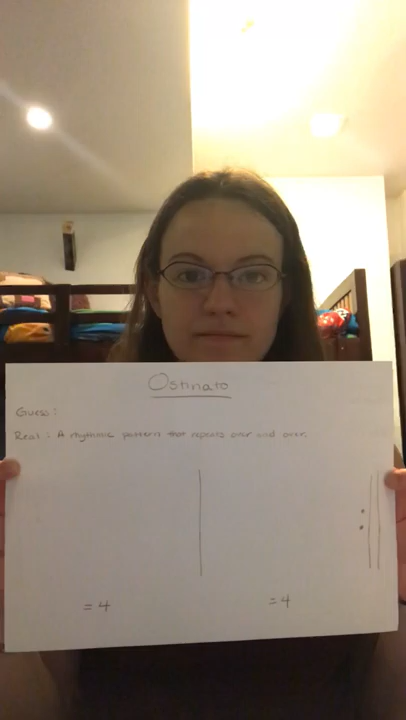 Ostinato
Guess:
Real: A rhythmic pattern that repeats over and over.
= 4 = 4